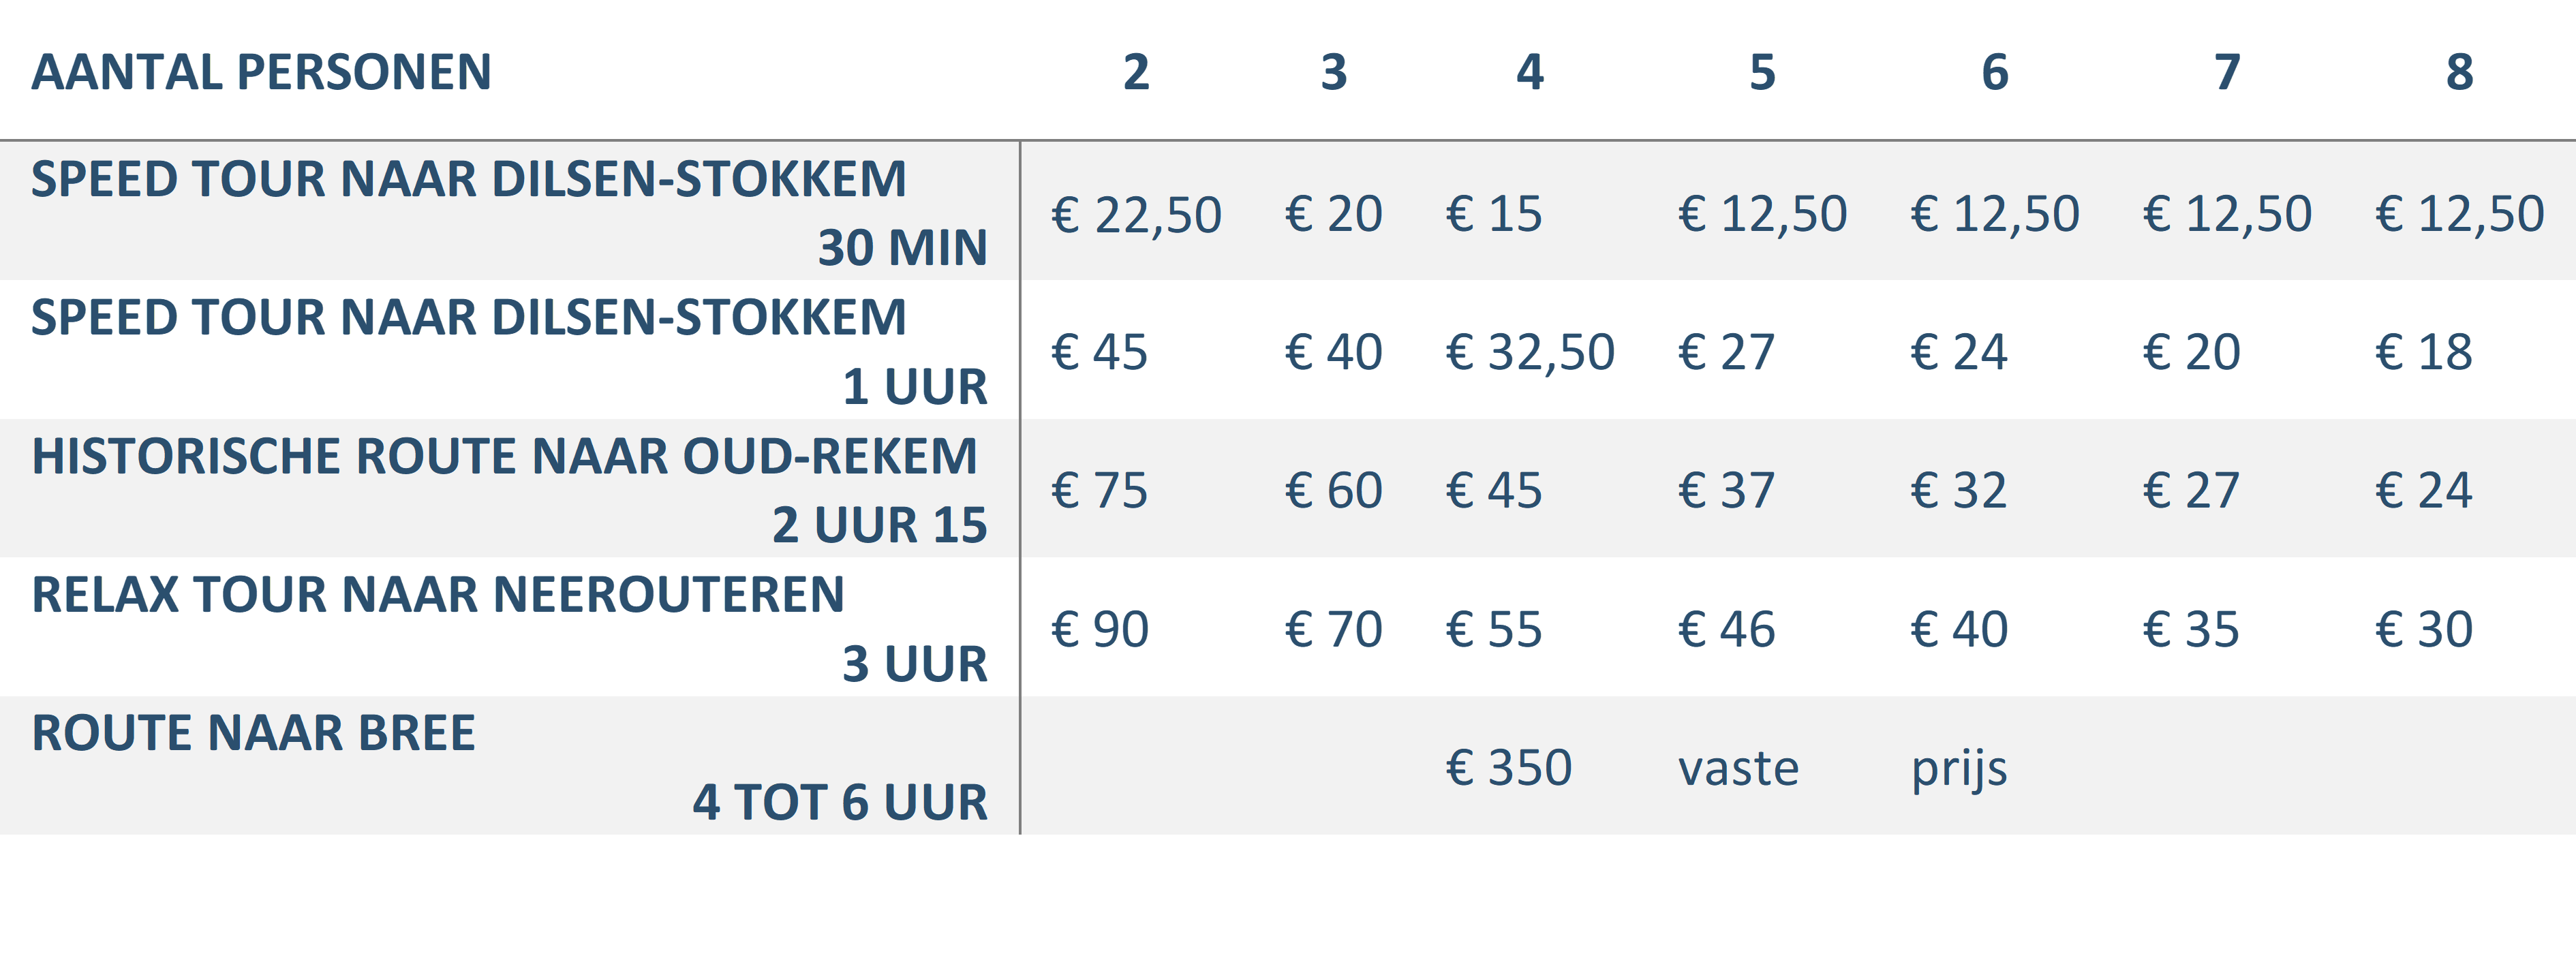 AANTAL PERSONEN 2 3 4 5 6 7 8
SPEED TOUR NAAR DILSEN-STOKKEM
30 MIN € 22,50 € 20 € 15 € 12,50 € 12,50 € 12,50 € 12,50
SPEED TOUR NAAR DILSEN-STOKKEM
1 UUR € 45 € 40 € 32,50 € 27 € 24 € 20 € 18
HISTORISCHE ROUTE NAAR OUD-REKEM
2 UUR 15 € 75 € 60 € 45 € 37 € 32 € 27 € 24
RELAX TOUR NAAR NEEROUTEREN
3 UUR € 90 € 70 € 55 € 46 € 40 € 35 € 30
ROUTE NAAR BREE
4 TOT 6 UUR € 350 vaste prijs